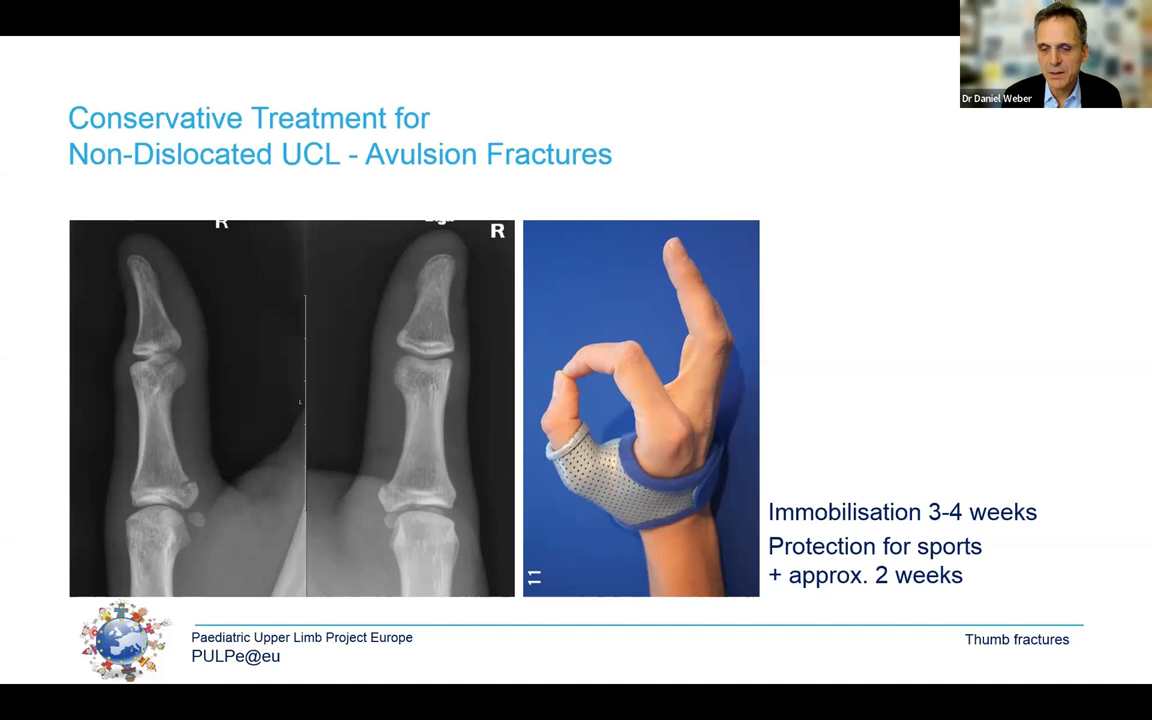 Dr Daniel Weber
Conservative Treatment for
Non-Dislocated UCL - Avulsion Fractures
R
R
L
11
Immobilisation 3-4 weeks
Protection for sports
+ approx. 2 weeks
Paediatric Upper Limb Project Europe
PULPe@eu
Thumb fractures